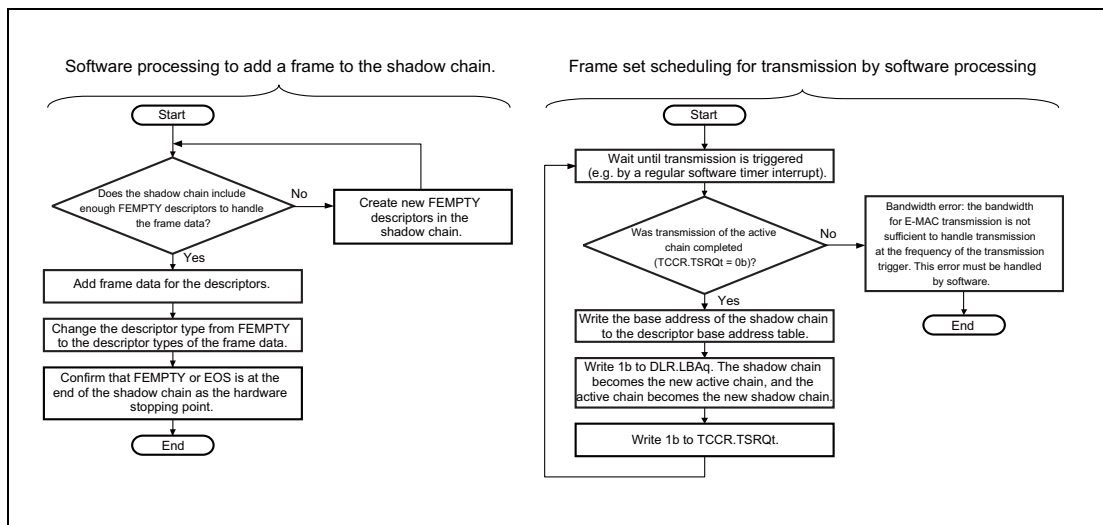 Software processing to add a frame to the shadow chain.
Start
Does the shadow chain include
enough FEMPTY descriptors to handle
the frame data?
No
Create new FEMPTY
descriptors in the
shadow chain.
Yes
Add frame data for the descriptors.
Change the descriptor type from FEMPTY
to the descriptor types of the frame data.
Confirm that FEMPTY or EOS is at the
end of the shadow chain as the hardware
stopping point.
End
Frame set scheduling for transmission by software processing
Start
Wait until transmission is triggered
(e.g. by a regular software timer interrupt).
Was transmission of the active
chain completed
(TCCR.TSRQt = 0b)?
No
Bandwidth error: the bandwidth
for E-MAC transmission is not
sufficient to handle transmission
at the frequency of the transmission
trigger. This error must be handled
by software.
End
Yes
Write the base address of the shadow chain
to the descriptor base address table.
Write 1b to DLR.LBAq. The shadow chain
becomes the new active chain, and the
active chain becomes the new shadow chain.
Write 1b to TCCR.TSRQt.